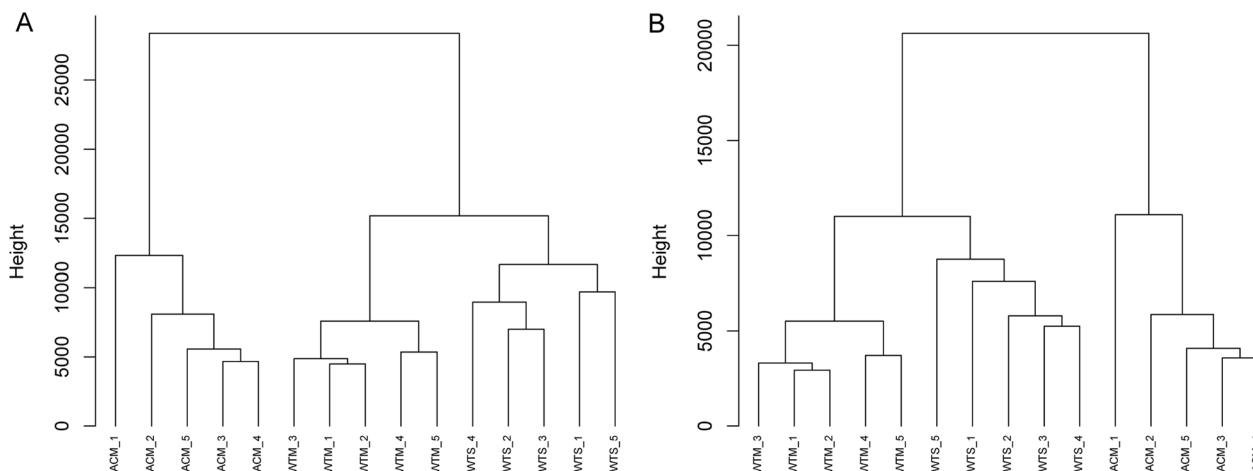 A
Height
0
5000
10000
15000
20000
25000
ACM_1
ACM_2
ACM_5
ACM_3
ACM_4
WTM_3
WTM_1
WTM_2
WTM_4
WTM_5
WTS_4
WTS_2
WTS_3
WTS_1
WTS_5
B
Height
0
5000
10000
15000
20000
WTM_3
WTM_1
WTM_2
WTM_4
WTM_5
WTS_5
WTS_1
WTS_2
WTS_3
WTS_4
ACM_1
ACM_2
ACM_5
ACM_3